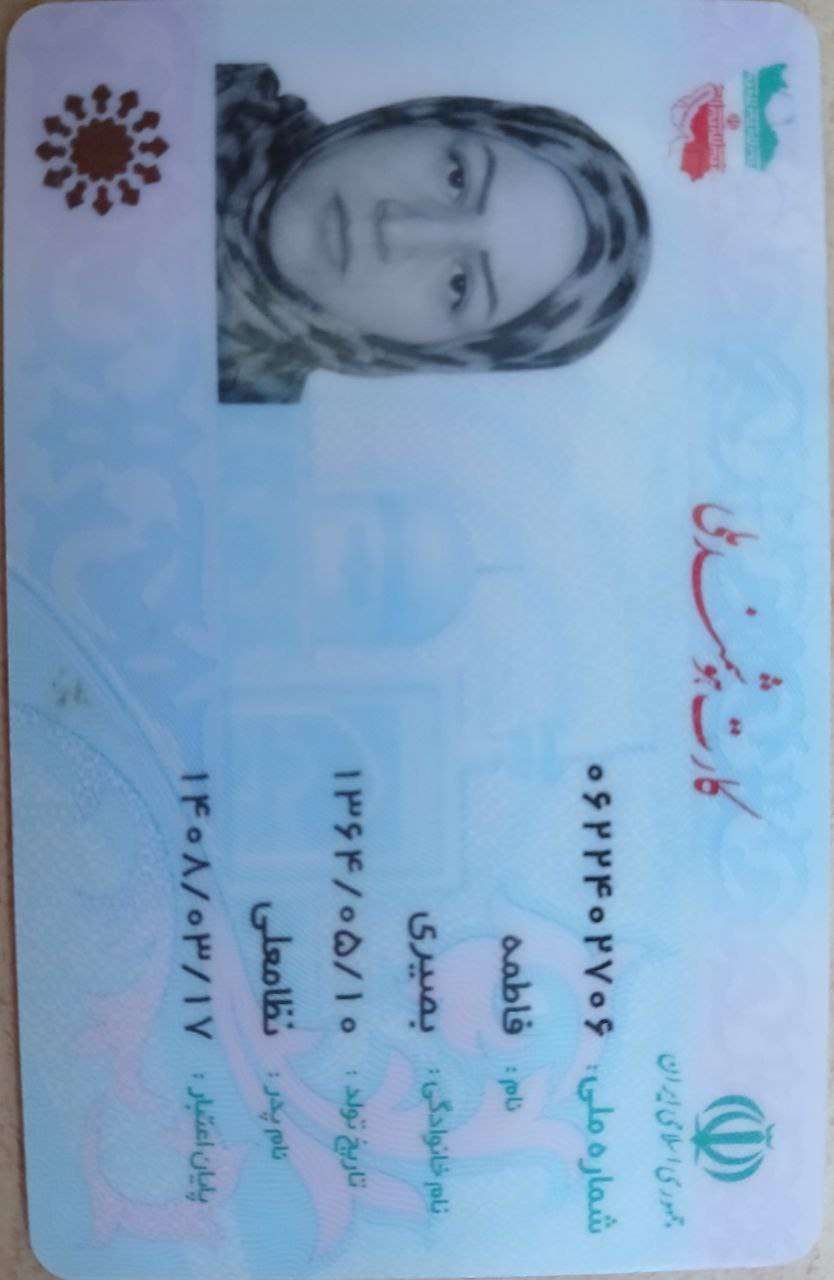 جمهوری اسلامی ایران
کارت هوشمند ملی
شماره ملی: ۰۶۲۲۴۰۲۷۰۶
نام: فاطمه
نام خانوادگی: بصیری
تاریخ تولد: ۱۳۶۴/۰۵/۱۰
نام پدر: نظامعلی
پایان اعتبار: ۱۴۰۸/۰۳/۱۷